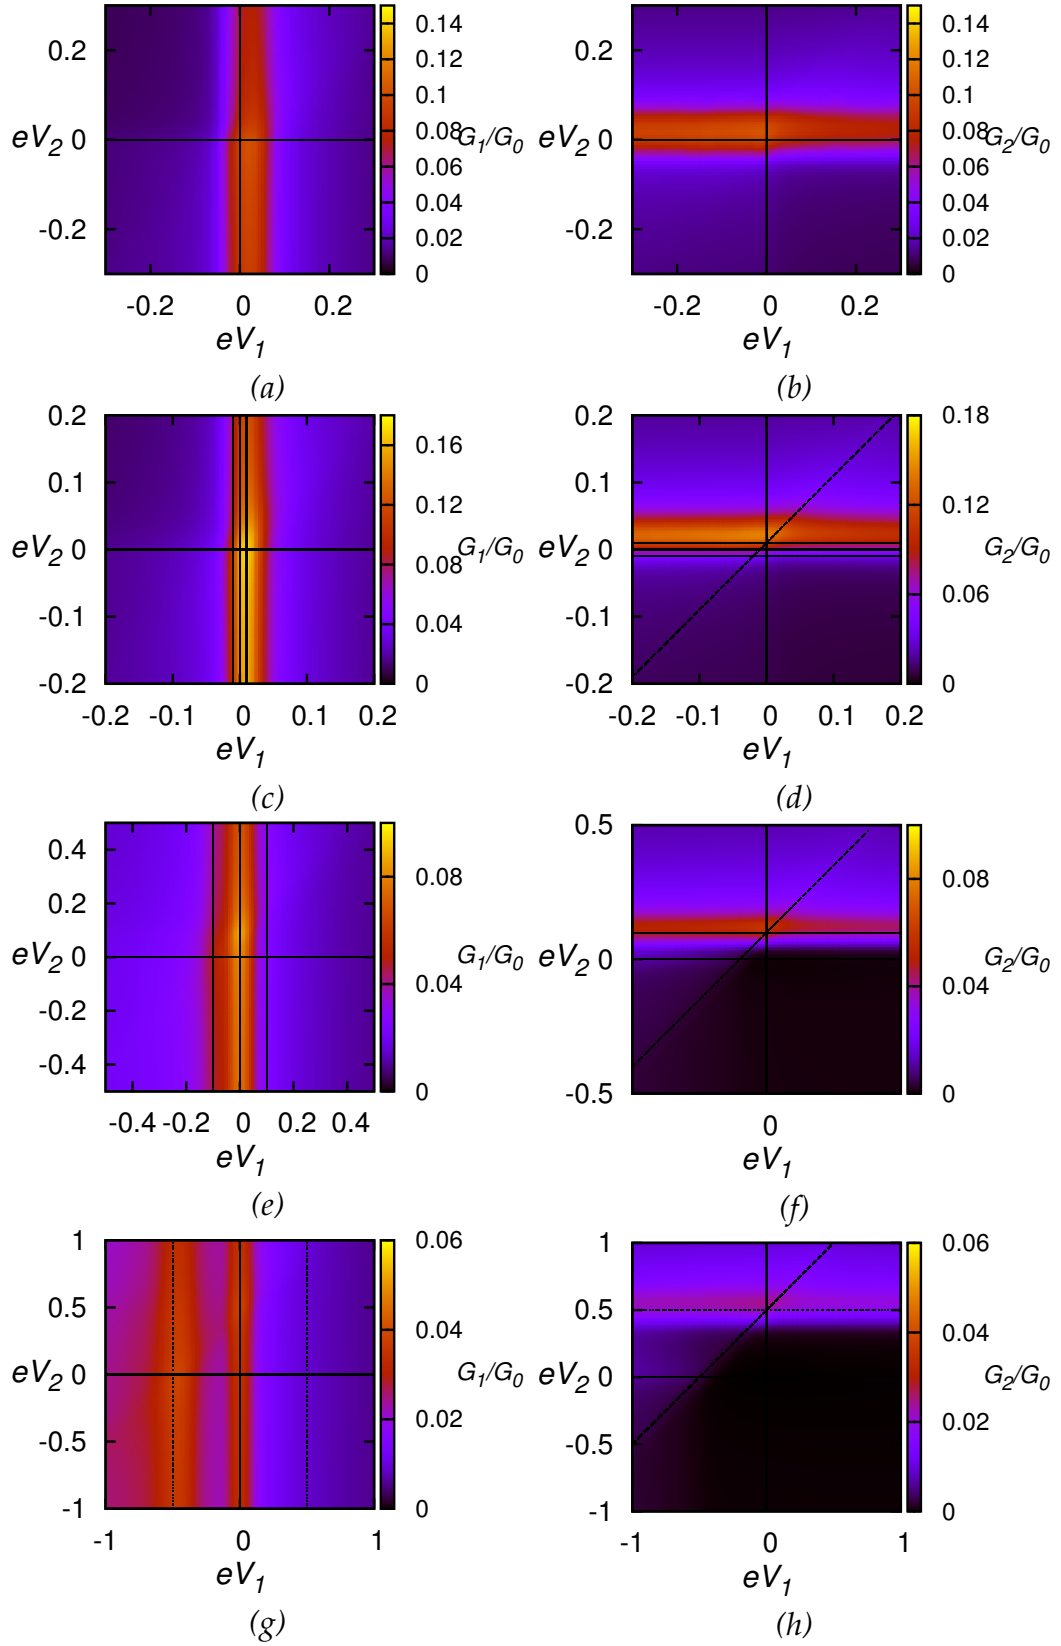 0.2
0
-0.2
eV2
-0.2 0 0.2
eV1
0.14
0.12
0.1
0.08
0.06
0.04
0.02
0
G1/G0
(a)
0.2
0
-0.2
eV2
-0.2 0 0.2
eV1
0.14
0.12
0.1
0.08
0.06
0.04
0.02
0
G2/G0
(b)
0.2
0.1
0
-0.1
-0.2
eV2
-0.2 -0.1 0 0.1 0.2
eV1
0.16
0.12
0.08
0.04
0
G1/G0
(c)
0.2
0.1
0
-0.1
-0.2
eV2
-0.2 -0.1 0 0.1 0.2
eV1
0.18
0.12
0.06
0
G2/G0
(d)
0.4
0.2
0
-0.2
-0.4
eV2
-0.4 -0.2 0 0.2 0.4
eV1
0.08
0.04
0
G1/G0
(e)
0.5
0
-0.5
eV2
0
eV1
0.08
0.04
0
G2/G0
(f)
1
0.5
0
-0.5
-1
eV2
-1 0 1
eV1
0.06
0.04
0.02
0
G1/G0
(g)
1
0.5
0
-0.5
-1
eV2
-1 0 1
eV1
0.06
0.04
0.02
0
G2/G0
(h)